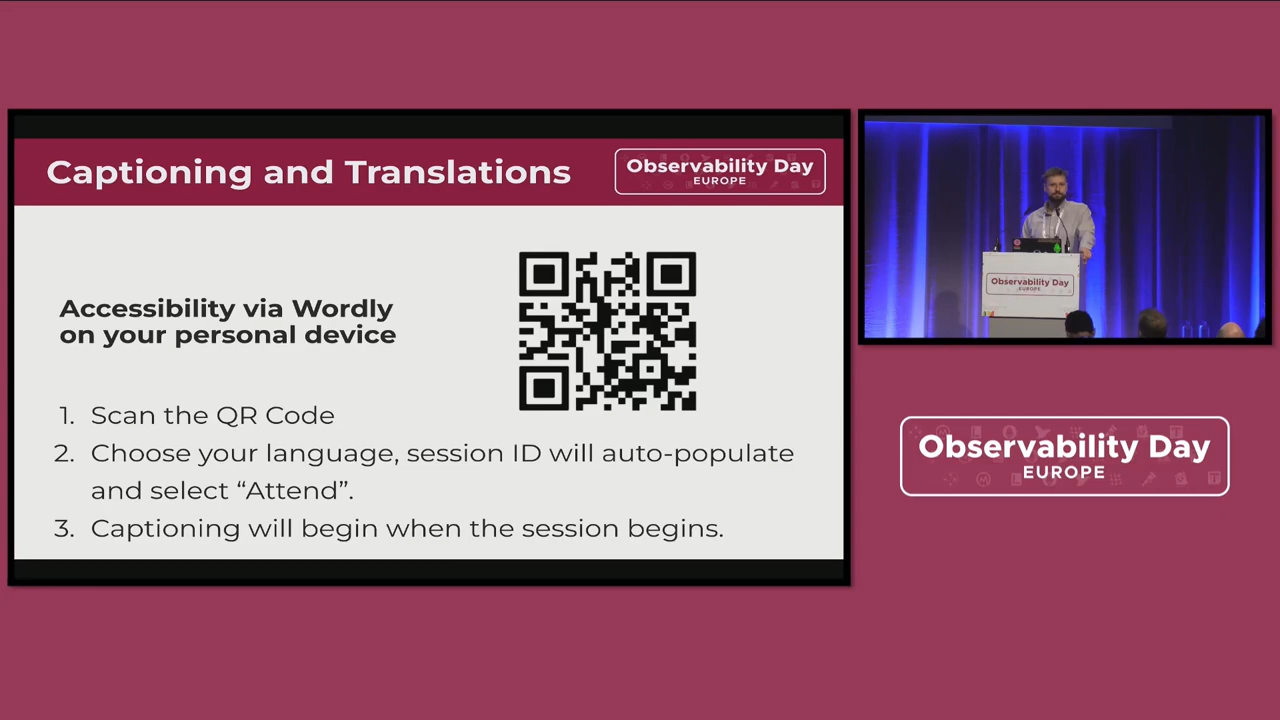 Captioning and Translations
Observability Day
EUROPE
Accessibility via Wordly
on your personal device
1. Scan the QR Code
2. Choose your language, session ID will auto-populate
and select “Attend”.
3. Captioning will begin when the session begins.
Observability Day
EUROPE
Observability Day
EUROPE